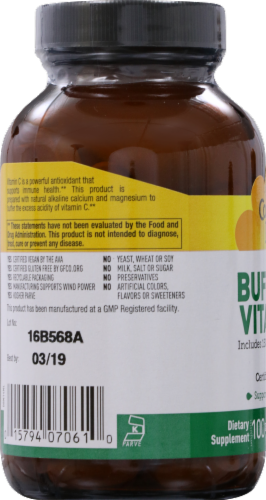 Vitamin C is a powerful antioxidant that
supports immune health.** This product is
prepared with natural alkaline calcium and magnesium to
buffer the excess acidity of vitamin C.**
**These statements have not been evaluated by the Food and
Drug Administration. This product is not intended to diagnose,
treat, cure or prevent any disease.
YES CERTIFIED VEGAN BY THE AVA NO YEAST, WHEAT OR SOY
YES CERTIFIED GLUTEN FREE BY GFCO.ORG NO MILK, SALT OR SUGAR
YES RECYCLABLE PACKAGING NO PRESERVATIVES
YES MANUFACTURING SUPPORTS WIND POWER NO ARTIFICIAL COLORS,
YES KOSHER PARVE FLAVORS OR SWEETENERS
This product has been manufactured at a GMP Registered facility.
Lot No:
16B568A
Best by:
03/19
15794 07061 0
K
PARVE
BUF
VITA
Includes
Certi
Suppo
Dietary
Supplement
100